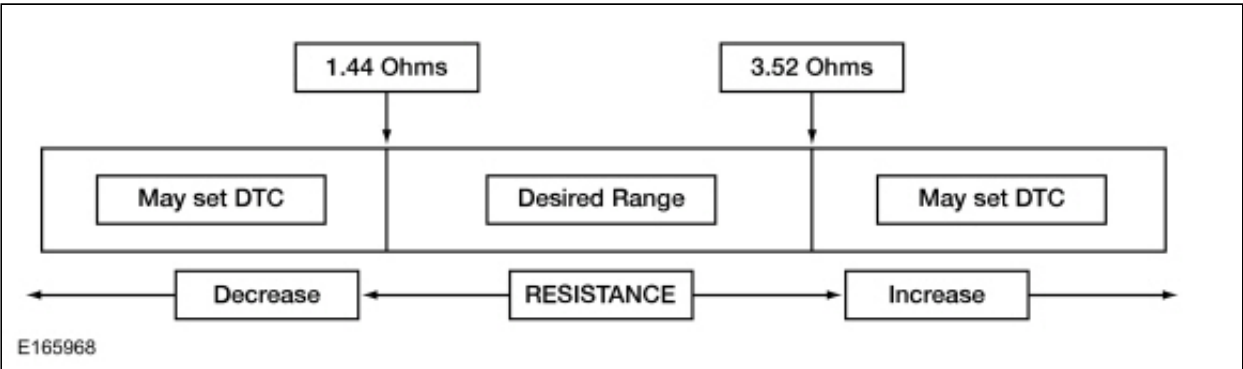 1.44 Ohms
3.52 Ohms
May set DTC
Desired Range
May set DTC
Decrease
RESISTANCE
Increase
E165968